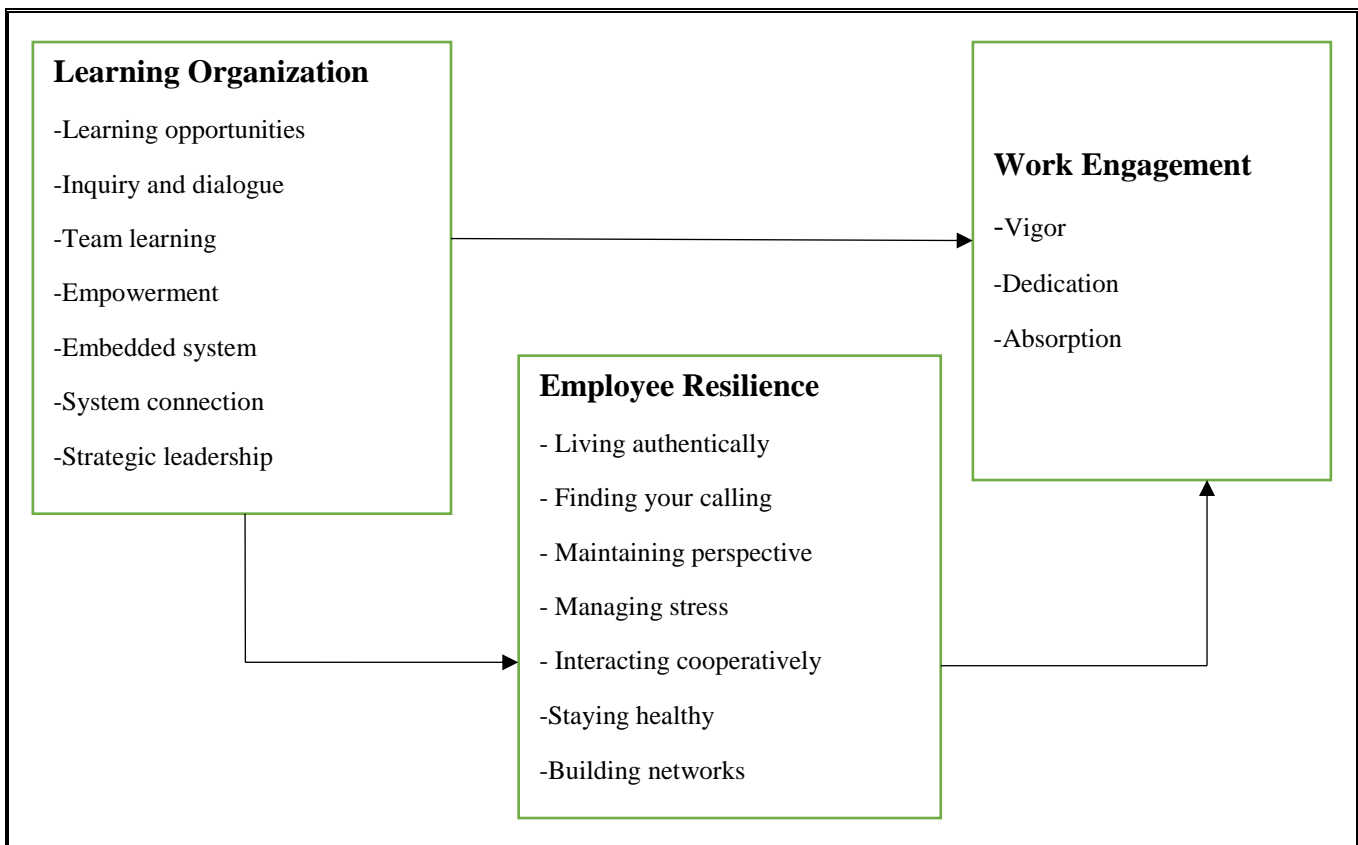 Learning Organization
-Learning opportunities
-Inquiry and dialogue
-Team learning
-Empowerment
-Embedded system
-System connection
-Strategic leadership
Work Engagement
-Vigor
-Dedication
-Absorption
Employee Resilience
- Living authentically
- Finding your calling
- Maintaining perspective
- Managing stress
- Interacting cooperatively
-Staying healthy
-Building networks